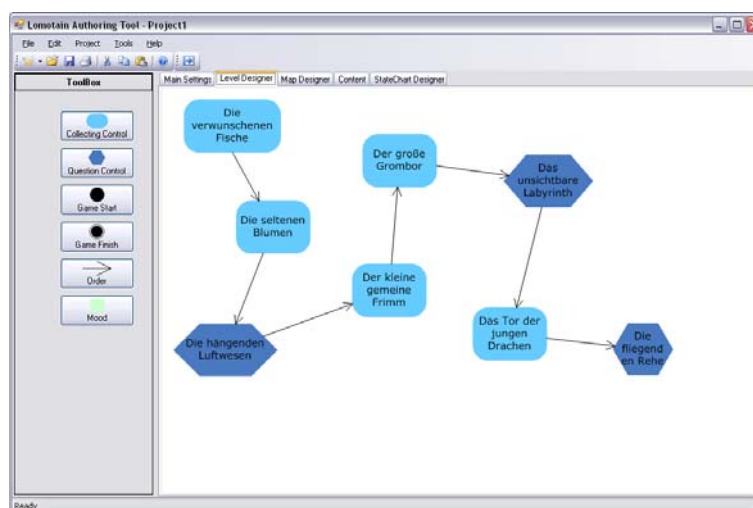 Lomotain Authoring Tool - Project1
File Edit Project Tools Help
ToolBox
Main Settings Level Designer Map Designer Content StateChart Designer
Collecting Control
Question Control
Game Start
Game Finish
Order
Mood
Die
verwunschenen
Fische
Die seltenen
Blumen
Die hängenden
Luftwesen
Der kleine
gemeine
Frimm
Der große
Grombor
Das
unsichtbare
Labyrinth
Das Tor der
jungen
Drachen
Die
fliegend
en Rehe
Ready